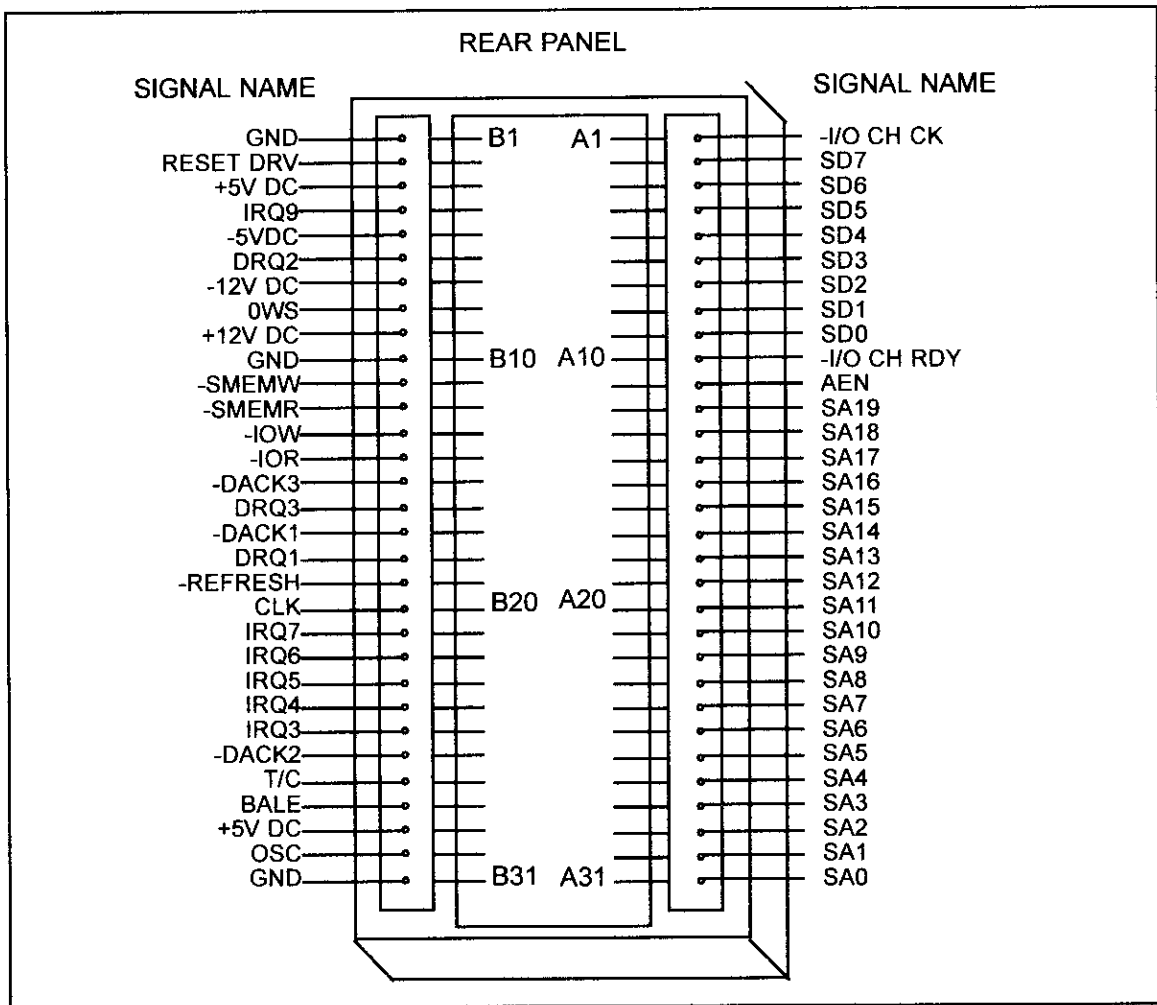 REAR PANEL
SIGNAL NAME SIGNAL NAME
GND B1 A1 -I/O CH CK
RESET DRV SD7
+5V DC SD6
IRQ9 SD5
-5VDC SD4
DRQ2 SD3
-12V DC SD2
0WS SD1
+12V DC SD0
GND B10 A10 -I/O CH RDY
-SMEMW AEN
-SMEMR SA19
-IOW SA18
-IOR SA17
-DACK3 SA16
DRQ3 SA15
-DACK1 SA14
DRQ1 SA13
-REFRESH SA12
CLK B20 A20 SA11
IRQ7 SA10
IRQ6 SA9
IRQ5 SA8
IRQ4 SA7
IRQ3 SA6
-DACK2 SA5
T/C SA4
BALE SA3
+5V DC SA2
OSC SA1
GND B31 A31 SA0